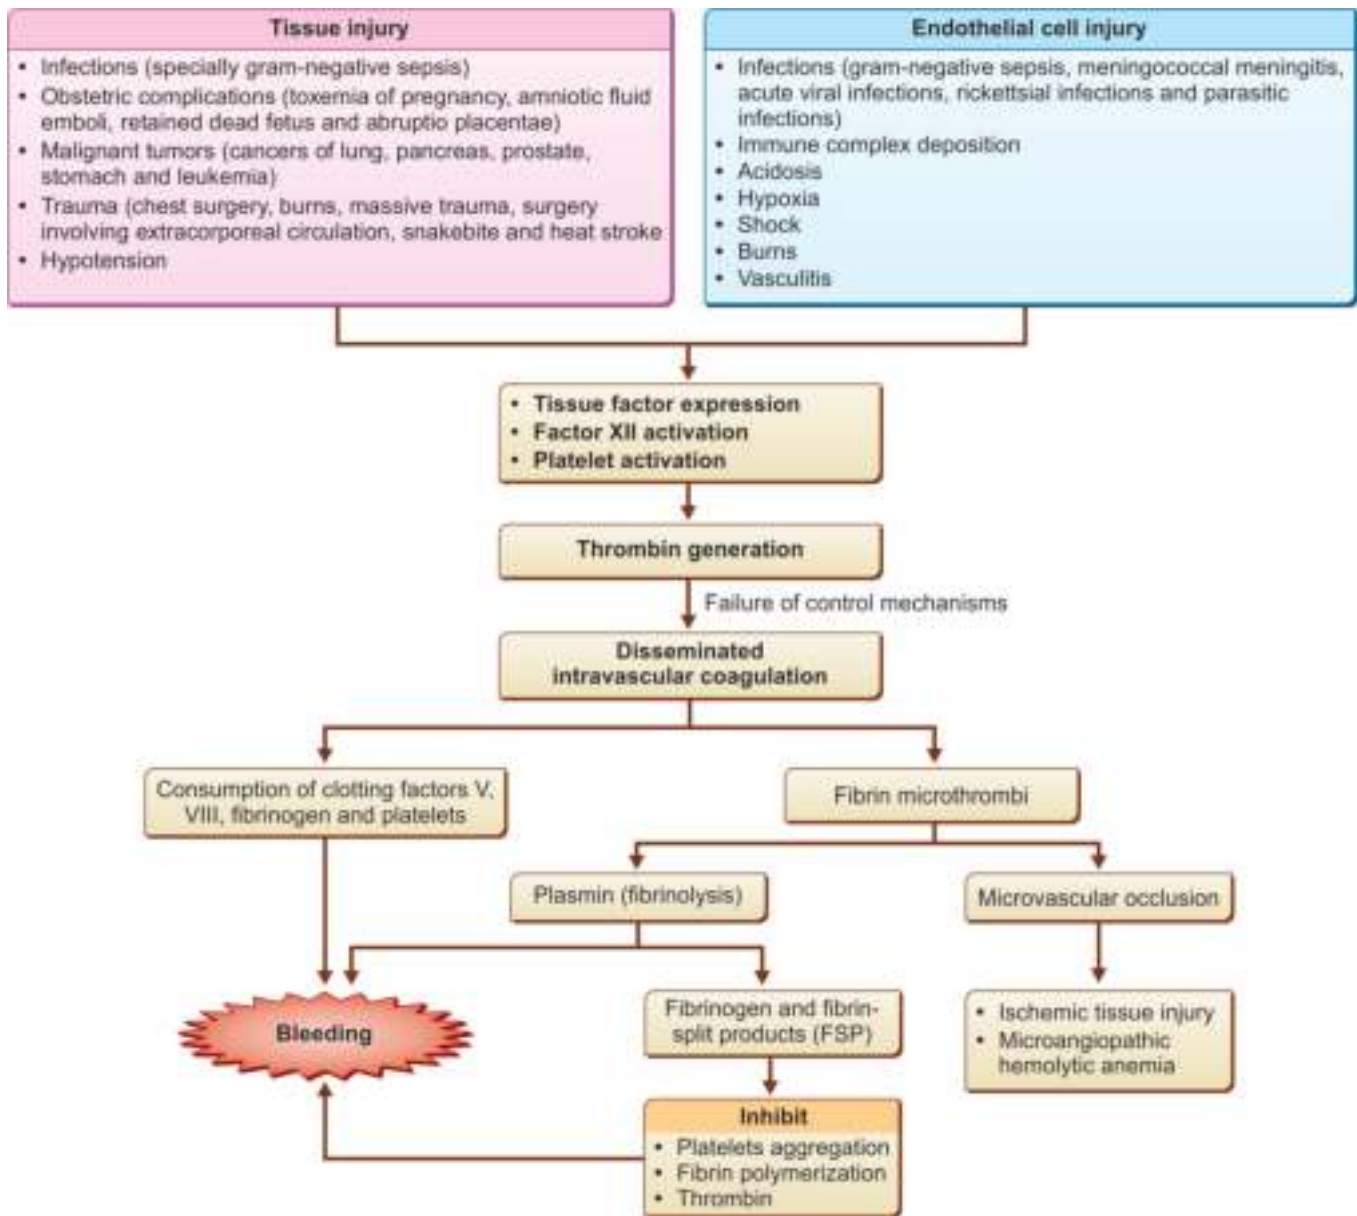 Tissue injury
• Infections (specially gram-negative sepsis)
• Obstetric complications (toxemia of pregnancy, amniotic fluid
emboli, retained dead fetus and abruptio placentae)
• Malignant tumors (cancers of lung, pancreas, prostate,
stomach and leukemia)
• Trauma (chest surgery, burns, massive trauma, surgery
involving extracorporeal circulation, snakebite and heat stroke
• Hypotension
Endothelial cell injury
• Infections (gram-negative sepsis, meningococcal meningitis,
acute viral infections, rickettsial infections and parasitic
infections)
• Immune complex deposition
• Acidosis
• Hypoxia
• Shock
• Burns
• Vasculitis
• Tissue factor expression
• Factor XII activation
• Platelet activation
Thrombin generation
Failure of control mechanisms
Disseminated
intravascular coagulation
Consumption of clotting factors V,
VIII, fibrinogen and platelets
Fibrin microthrombi
Plasmin (fibrinolysis)
Microvascular occlusion
Bleeding
Fibrinogen and fibrin-
split products (FSP)
• Ischemic tissue injury
• Microangiopathic
hemolytic anemia
Inhibit
• Platelets aggregation
• Fibrin polymerization
• Thrombin